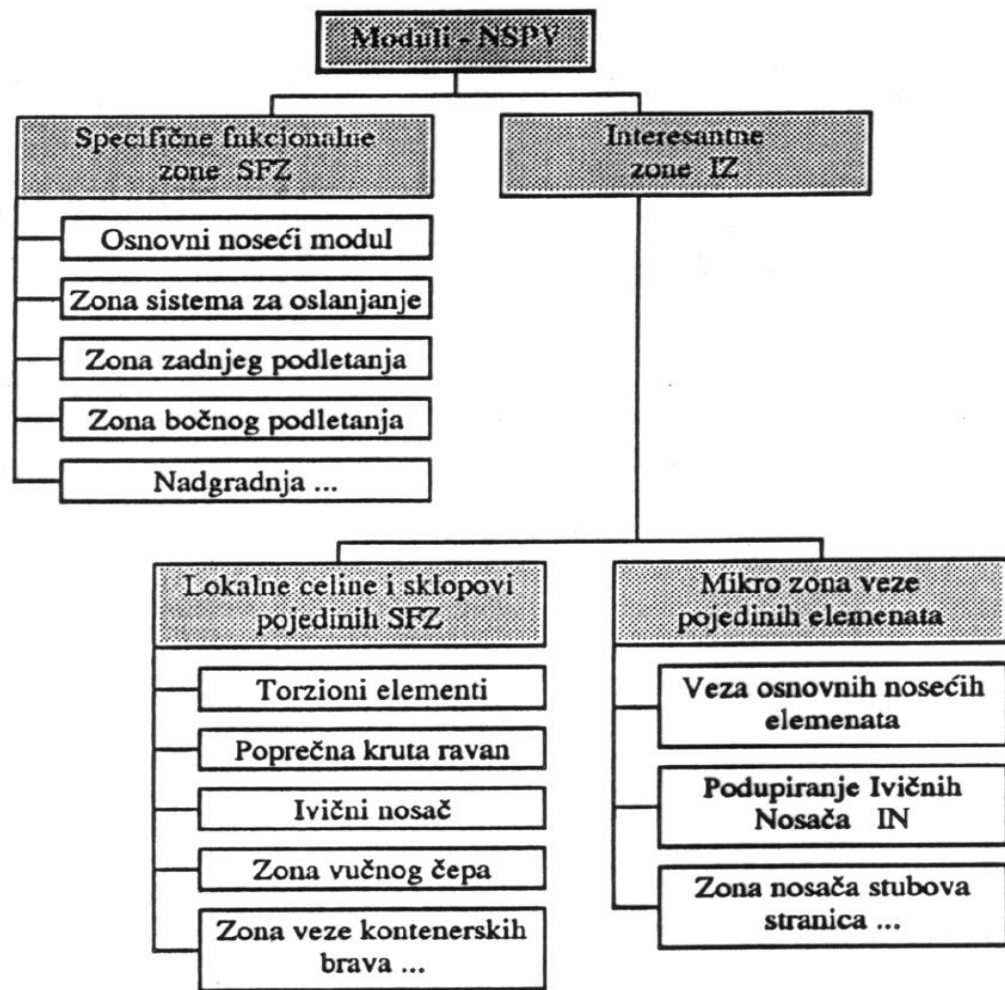 Moduli - NSPV
Specifične fnkcionalne
zone SFZ
Osnovni noseći modul
Zona sistema za oslanjanje
Zona zadnjeg podletanja
Zona bočnog podletanja
Nadgradnja ...
Interesantne
zone IZ
Lokalne celine i sklopovi
pojedinih SFZ
Torzioni elementi
Poprečna kruta ravan
Ivični nosač
Zona vučnog čepa
Zona veze kontenerskih
brava ...
Mikro zona veze
pojedinih elemenata
Veza osnovnih nosećih
elemenata
Podupiranje Ivičnih
Nosača IN
Zona nosača stubova
stranica ...